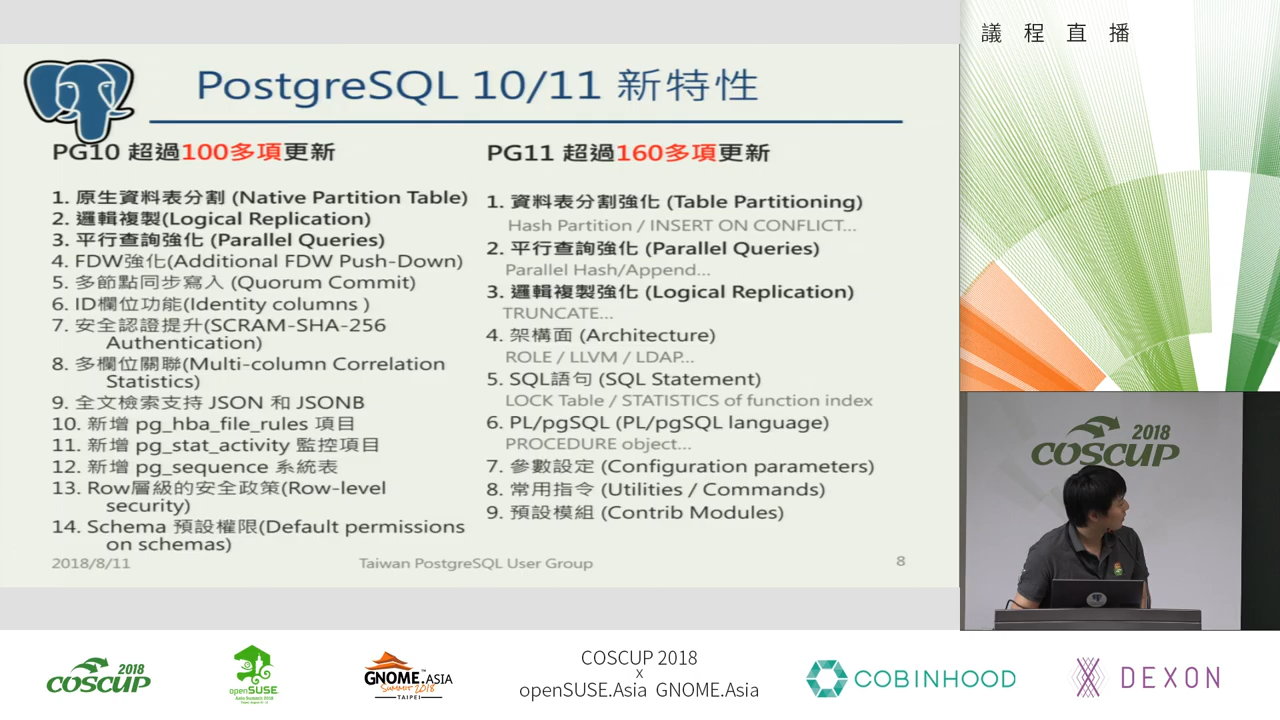 議程直播
PostgreSQL 10/11 新特性
PG10 超過100多項更新
1. 原生資料表分割 (Native Partition Table)
2. 邏輯複製(Logical Replication)
3. 平行查詢強化 (Parallel Queries)
4. FDW強化(Additional FDW Push-Down)
5. 多節點同步寫入 (Quorum Commit)
6. ID欄位功能(Identity columns )
7. 安全認證提升(SCRAM-SHA-256
Authentication)
8. 多欄位關聯(Multi-column Correlation
Statistics)
9. 全文檢索支持 JSON 和 JSONB
10. 新增 pg_hba_file_rules 項目
11. 新增 pg_stat_activity 監控項目
12. 新增 pg_sequence 系統表
13. Row層級的安全政策(Row-level
security)
14. Schema 預設權限(Default permissions
on schemas)
PG11 超過160多項更新
1. 資料表分割強化 (Table Partitioning)
Hash Partition / INSERT ON CONFLICT...
2. 平行查詢強化 (Parallel Queries)
Parallel Hash/Append...
3. 邏輯複製強化 (Logical Replication)
TRUNCATE...
4. 架構面 (Architecture)
ROLE / LLVM / LDAP...
5. SQL語句 (SQL Statement)
LOCK Table / STATISTICS of function index
6. PL/pgSQL (PL/pgSQL language)
PROCEDURE object...
7. 參數設定 (Configuration parameters)
8. 常用指令 (Utilities / Commands)
9. 預設模組 (Contrib Modules)
2018/8/11
Taiwan PostgreSQL User Group
8
2018
COSCUP
2018
COSCUP
openSUSE
GNOME.ASIA
SUMMIT 2018
TAIPEI
COSCUP 2018
x
openSUSE.Asia GNOME.Asia
COBINHOOD
DEXON